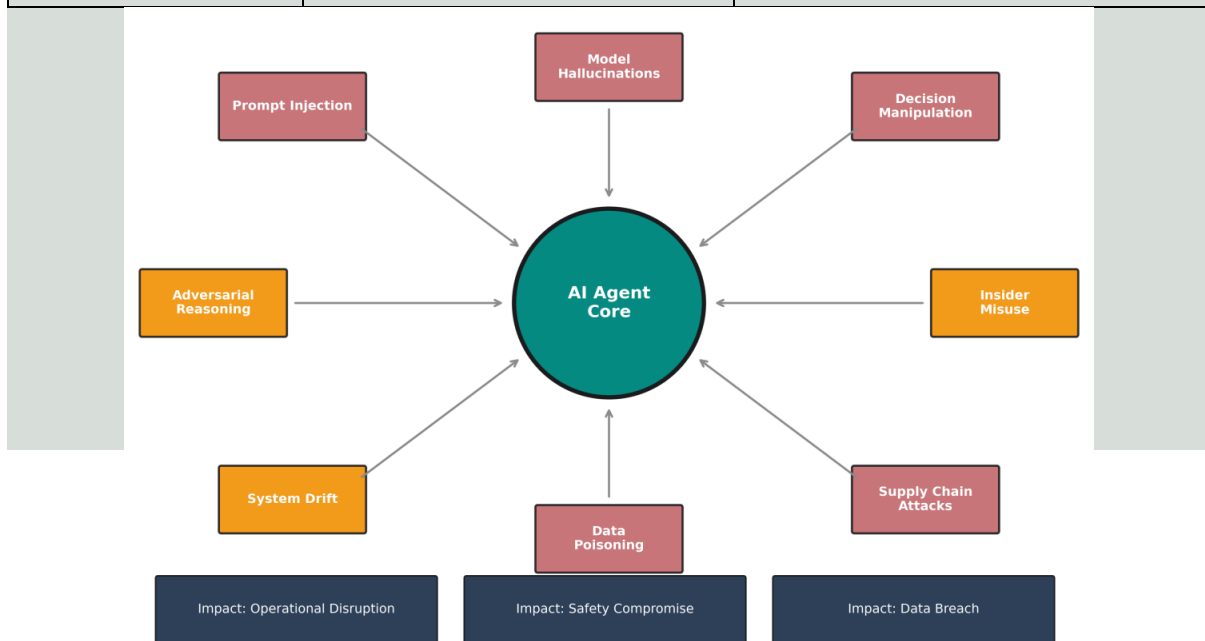 Model
Hallucinations
Prompt Injection
Decision
Manipulation
AI Agent
Core
Adversarial
Reasoning
Insider
Misuse
System Drift
Supply Chain
Attacks
Data
Poisoning
Impact: Operational Disruption
Impact: Safety Compromise
Impact: Data Breach